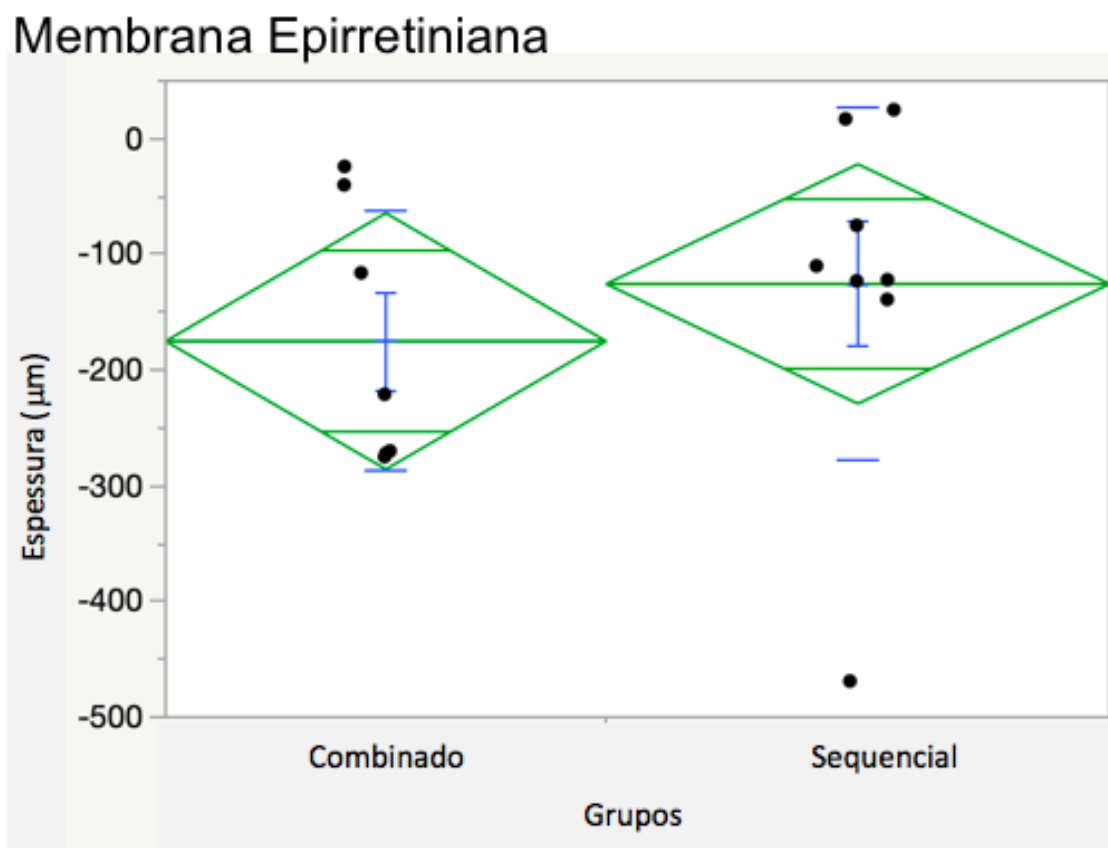 Membrana Epirretiniana
0
-100
-200
-300
-400
-500
Espessura (μm)
Combinado Sequencial
Grupos